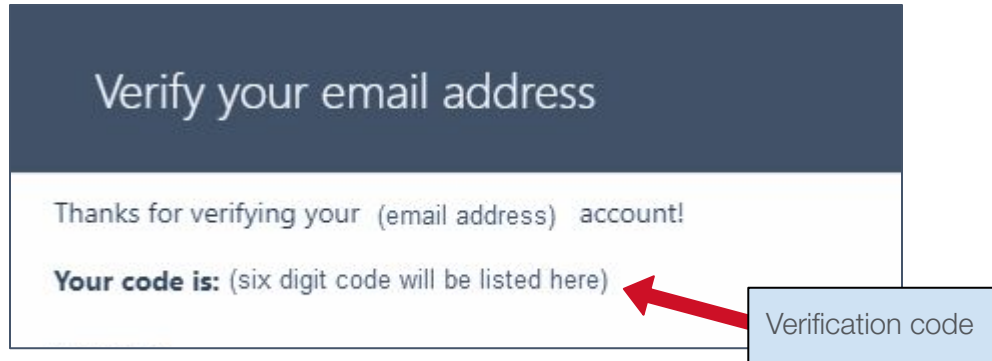 Verify your email address
Thanks for verifying your (email address) account!
Your code is: (six digit code will be listed here)
Verification code